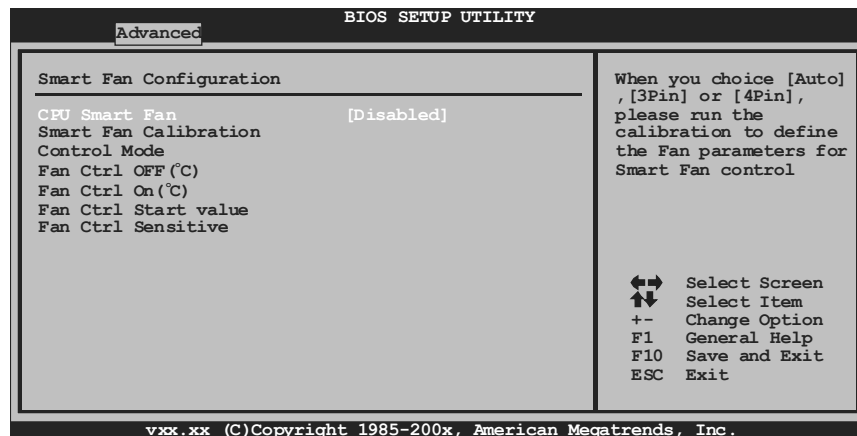 BIOS SETUP UTILITY
Advanced
Smart Fan Configuration
CPU Smart Fan [Disabled]
Smart Fan Calibration
Control Mode
Fan Ctrl OFF(°C)
Fan Ctrl On(°C)
Fan Ctrl Start value
Fan Ctrl Sensitive
When you choice [Auto]
,[3Pin] or [4Pin],
please run the
calibration to define
the Fan parameters for
Smart Fan control
Select Screen
Select Item
+- Change Option
F1 General Help
F10 Save and Exit
ESC Exit
vxx.xx (C)Copyright 1985-200x, American Megatrends, Inc.